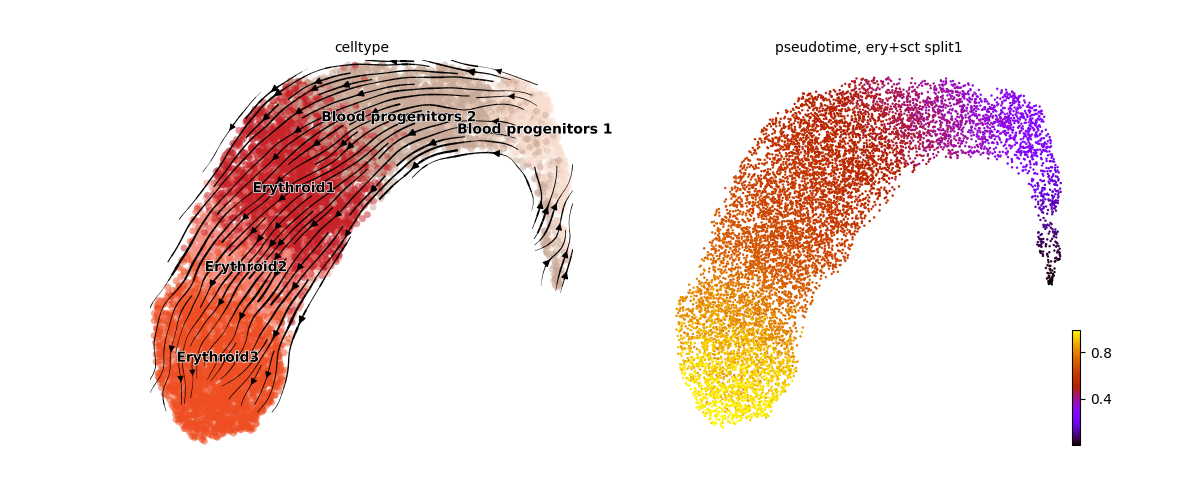 celltype
Blood progenitors 2
Blood progenitors 1
Erythroid1
Erythroid2
Erythroid3
pseudotime, ery+sct split1
0.8
0.4